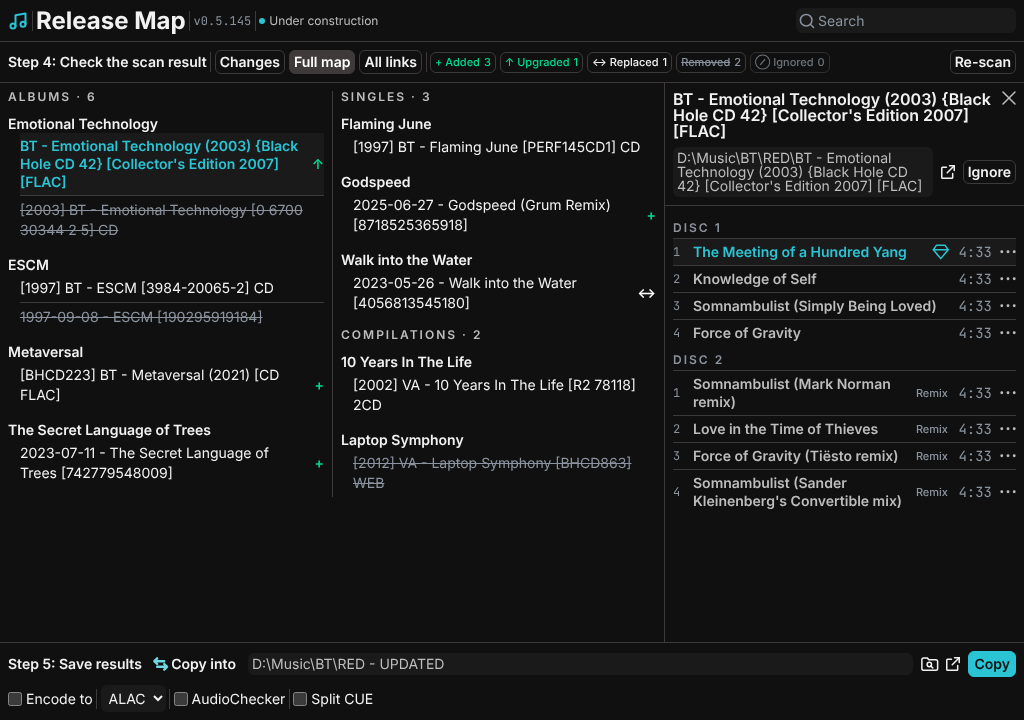 Release Map v0.5.145 Under construction Search
Step 4: Check the scan result Changes Full map All links + Added 3 ↑ Upgraded 1 ↔ Replaced 1 Removed 2 Ignored 0 Re-scan
ALBUMS · 6
Emotional Technology
BT - Emotional Technology (2003) {Black
Hole CD 42} [Collector's Edition 2007]
[FLAC]
↑
[2003] BT - Emotional Technology [0 6700
30344 2 5] CD
ESCM
[1997] BT - ESCM [3984-20065-2] CD
1997-09-08 - ESCM [190295919184]
Metaversal
[BHCD223] BT - Metaversal (2021) [CD
FLAC]
+
The Secret Language of Trees
2023-07-11 - The Secret Language of
Trees [742779548009]
+
SINGLES · 3
Flaming June
[1997] BT - Flaming June [PERF145CD1] CD
Godspeed
2025-06-27 - Godspeed (Grum Remix)
[8718525365918]
+
Walk into the Water
2023-05-26 - Walk into the Water
[4056813545180]
↔
COMPILATIONS · 2
10 Years In The Life
[2002] VA - 10 Years In The Life [R2 78118]
2CD
Laptop Symphony
[2012] VA - Laptop Symphony [BHCD863]
WEB
BT - Emotional Technology (2003) {Black
Hole CD 42} [Collector's Edition 2007]
[FLAC]
D:\Music\BT\RED\BT - Emotional
Technology (2003) {Black Hole CD
42} [Collector's Edition 2007] [FLAC]
Ignore
DISC 1
1 The Meeting of a Hundred Yang 4:33 ···
2 Knowledge of Self 4:33 ···
3 Somnambulist (Simply Being Loved) 4:33 ···
4 Force of Gravity 4:33 ···
DISC 2
1 Somnambulist (Mark Norman
remix) Remix 4:33 ···
2 Love in the Time of Thieves Remix 4:33 ···
3 Force of Gravity (Tiësto remix) Remix 4:33 ···
4 Somnambulist (Sander
Kleinenberg's Convertible mix) Remix 4:33 ···
Step 5: Save results Copy into D:\Music\BT\RED - UPDATED Copy
Encode to ALAC AudioChecker Split CUE